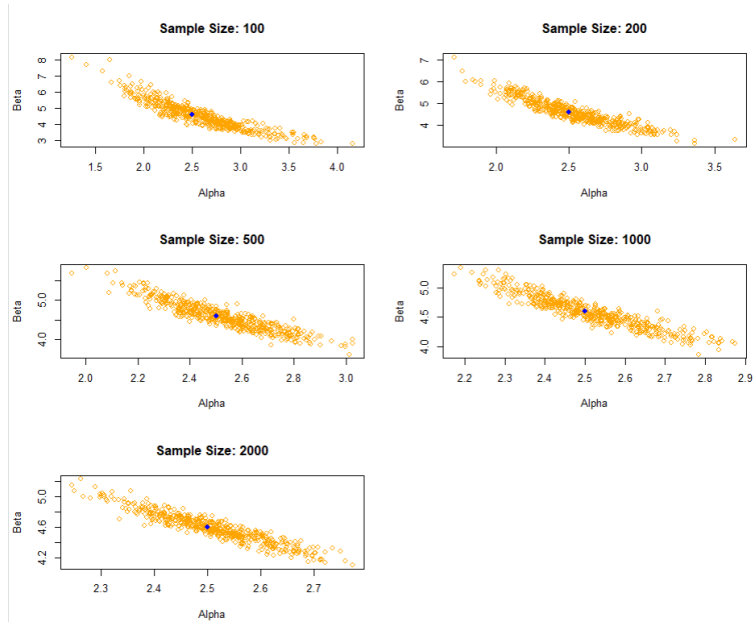 Sample Size: 100
Beta
8
7
6
5
4
3
1.5 2.0 2.5 3.0 3.5 4.0
Alpha
Sample Size: 200
Beta
7
6
5
4
2.0 2.5 3.0 3.5
Alpha
Sample Size: 500
Beta
5.0
4.0
2.0 2.2 2.4 2.6 2.8 3.0
Alpha
Sample Size: 1000
Beta
5.0
4.5
4.0
2.2 2.3 2.4 2.5 2.6 2.7 2.8 2.9
Alpha
Sample Size: 2000
Beta
5.0
4.6
4.2
2.3 2.4 2.5 2.6 2.7
Alpha